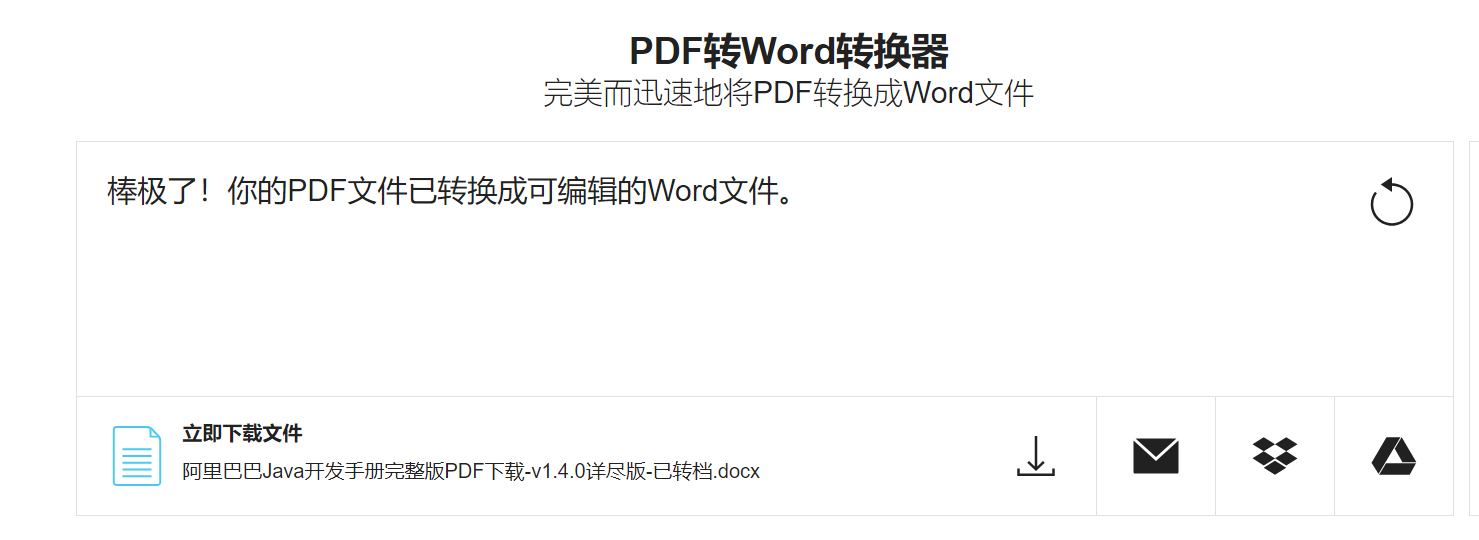 PDF转Word转换器
完美而迅速地将PDF转换成Word文件
棒极了！你的PDF文件已转换成可编辑的Word文件。
立即下载文件
阿里巴巴Java开发手册完整版PDF下载-v1.4.0详尽版-已转档.docx